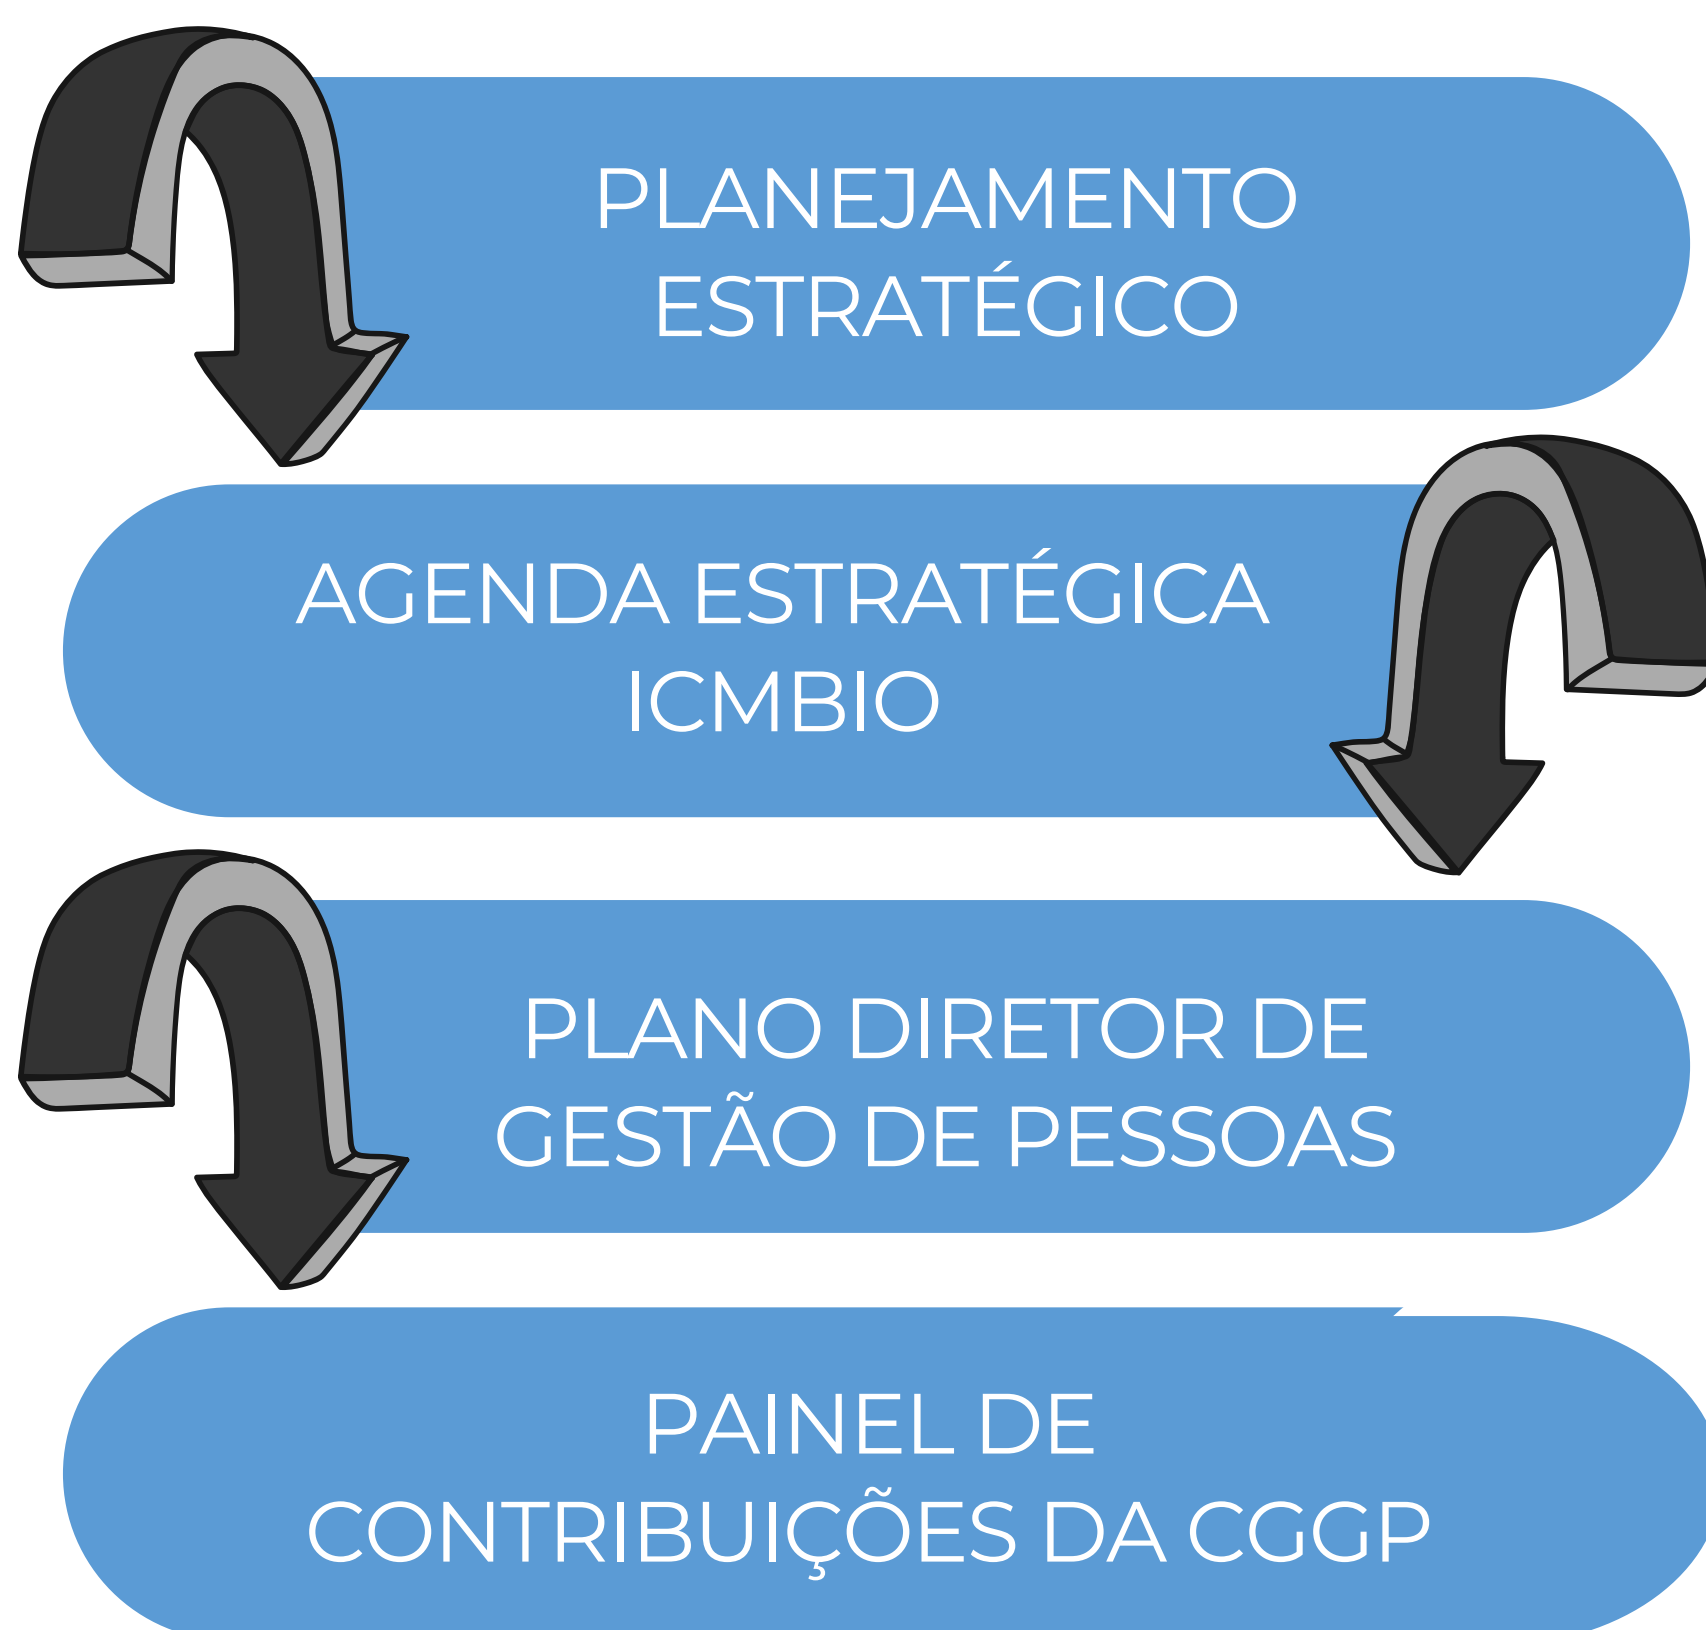 PLANEJAMENTO
ESTRATÉGICO
AGENDA ESTRATÉGICA
ICMBIO
PLANO DIRETOR DE
GESTÃO DE PESSOAS
PAINEL DE
CONTRIBUIÇÕES DA CGGP